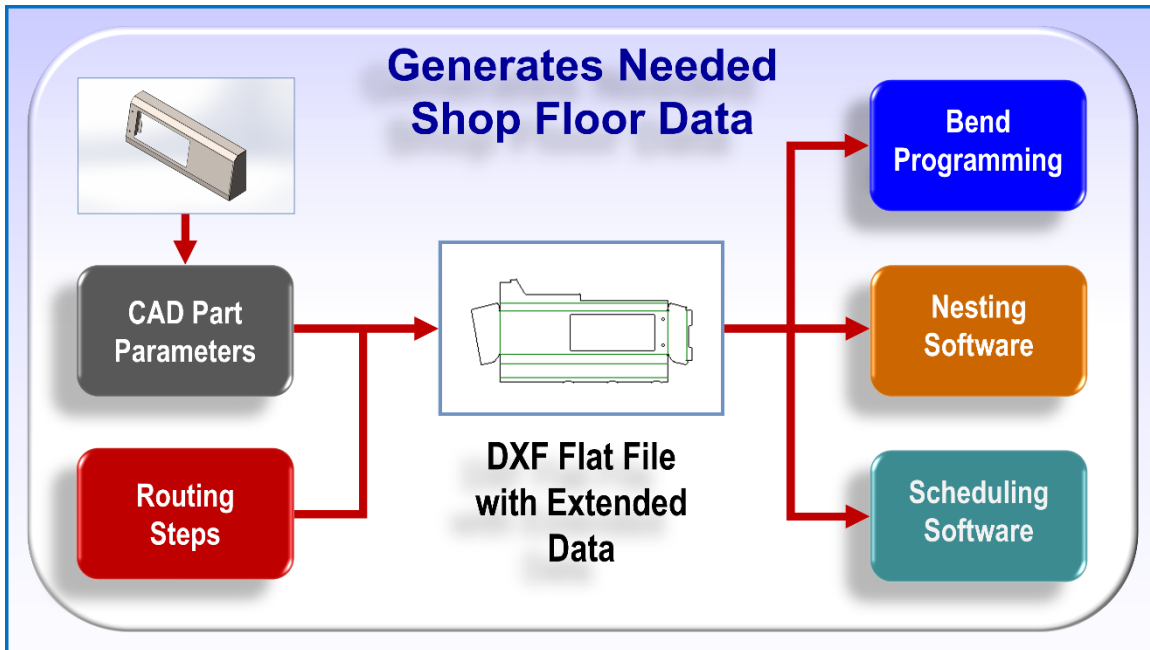 Generates Needed
Shop Floor Data
CAD Part
Parameters
Routing
Steps
DXF Flat File
with Extended
Data
Bend
Programming
Nesting
Software
Scheduling
Software